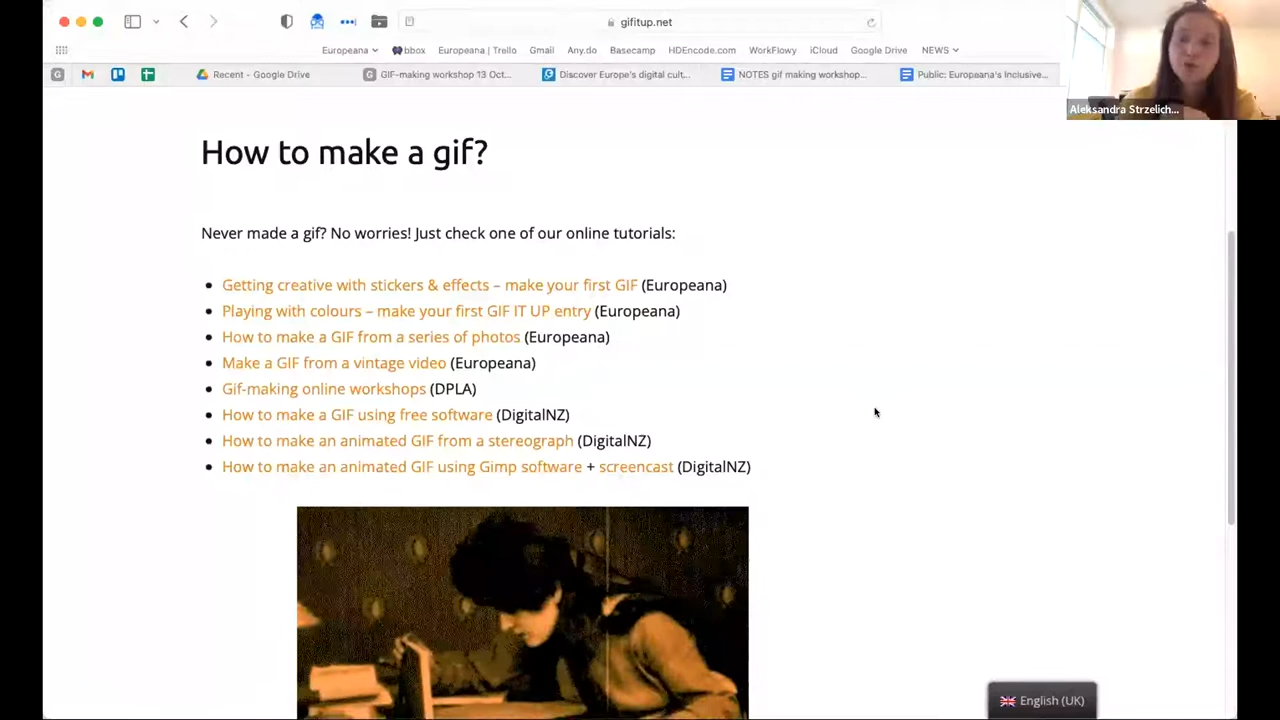 gifitup.net
Europeana bbox Europeana | Trello Gmail Any.do Basecamp HDEncode.com WorkFlowy iCloud Google Drive NEWS
Recent - Google Drive GIF-making workshop 13 Oct... Discover Europe's digital cult... NOTES gif making workshop... Public: Europeana's Inclusive...
Aleksandra Strzelich...
How to make a gif?
Never made a gif? No worries! Just check one of our online tutorials:
• Getting creative with stickers & effects – make your first GIF (Europeana)
• Playing with colours – make your first GIF IT UP entry (Europeana)
• How to make a GIF from a series of photos (Europeana)
• Make a GIF from a vintage video (Europeana)
• Gif-making online workshops (DPLA)
• How to make a GIF using free software (DigitalNZ)
• How to make an animated GIF from a stereograph (DigitalNZ)
• How to make an animated GIF using Gimp software + screencast (DigitalNZ)
English (UK)